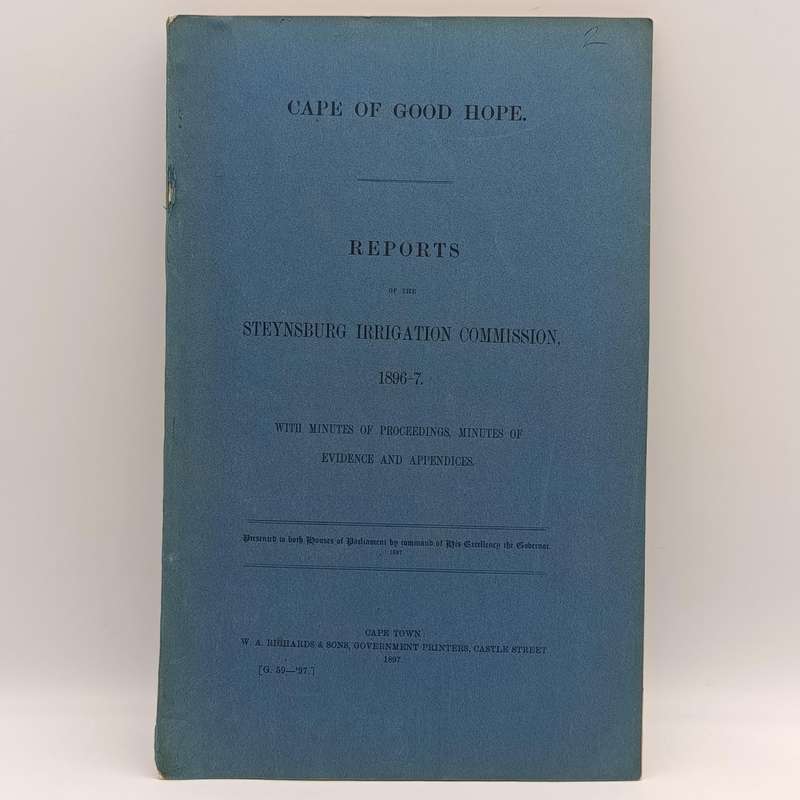 2
CAPE OF GOOD HOPE.
REPORTS
OF THE
STEYNSBURG IRRIGATION COMMISSION,
1896-7.
WITH MINUTES OF PROCEEDINGS, MINUTES OF
EVIDENCE AND APPENDICES.
Presented to both Houses of Parliament by command of His Excellency the Governor.
1897.
CAPE TOWN
W. A. RICHARDS & SONS, GOVERNMENT PRINTERS, CASTLE STREET
1897.
[G. 59—'97.]